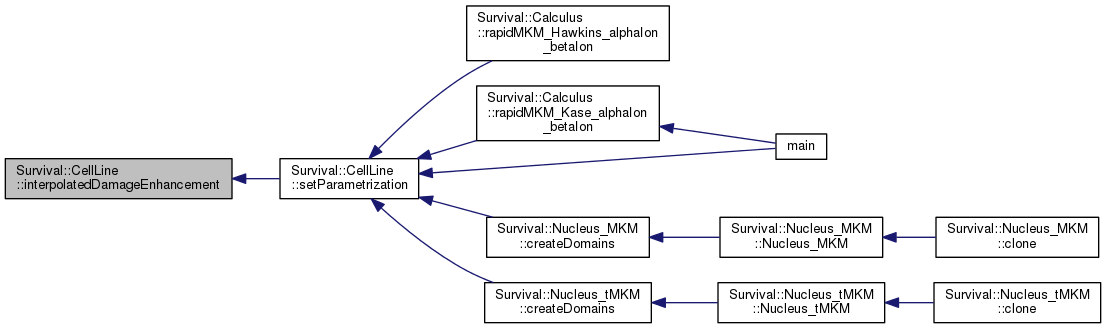 Survival::Calculus
::rapidMKM_Hawkins_alphaIon
_betaIon
Survival::Calculus
::rapidMKM_Kase_alphaIon
_betaIon
main
Survival::CellLine
::interpolatedDamageEnhancement
Survival::CellLine
::setParametrization
Survival::Nucleus_MKM
::createDomains
Survival::Nucleus_MKM
::Nucleus_MKM
Survival::Nucleus_MKM
::clone
Survival::Nucleus_tMKM
::createDomains
Survival::Nucleus_tMKM
::Nucleus_tMKM
Survival::Nucleus_tMKM
::clone